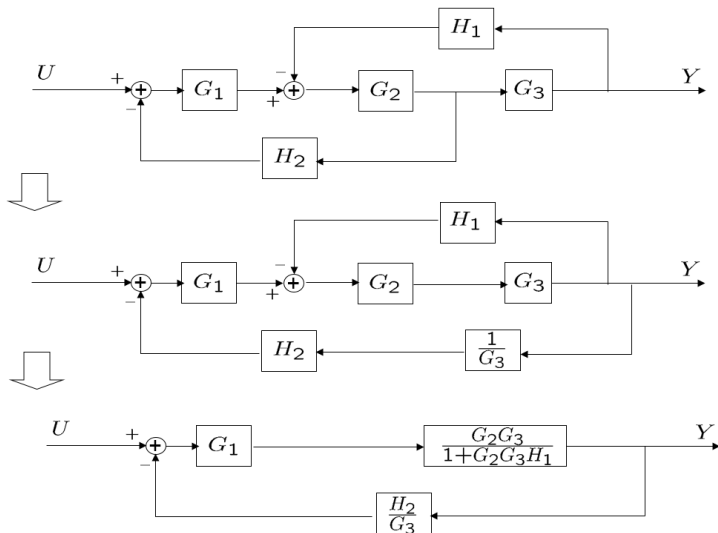 H₁
U + G₁ − + G₂ G₃ Y
−
H₂
H₁
U + G₁ − + G₂ G₃ Y
−
H₂ 1/G₃
U + G₁ G₂G₃/1+G₂G₃H₁ Y
−
H₂/G₃